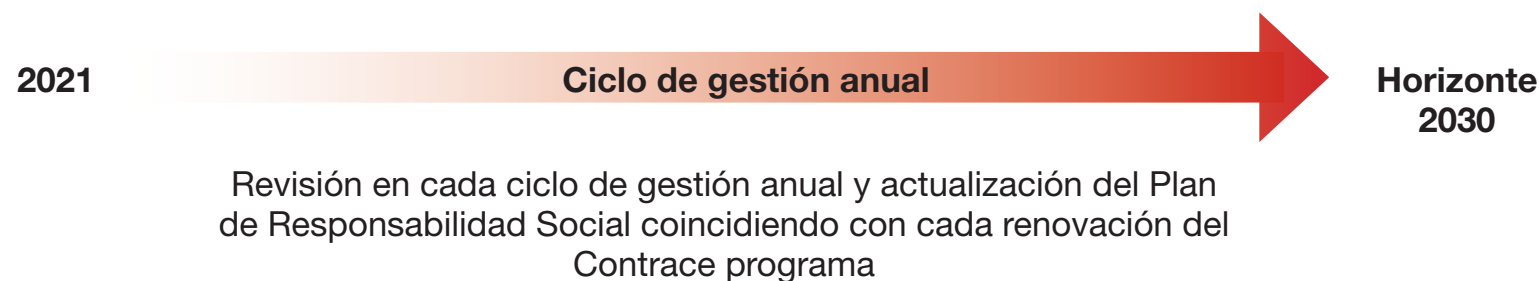 2021
Ciclo de gestión anual
Horizonte
2030
Revisión en cada ciclo de gestión anual y actualización del Plan
de Responsabilidad Social coincidiendo con cada renovación del
Contrace programa